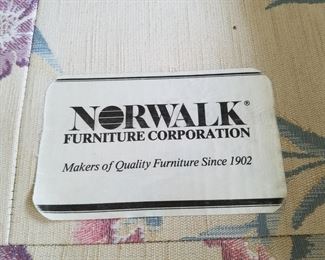 NORWALK®
FURNITURE CORPORATION
Makers of Quality Furniture Since 1902